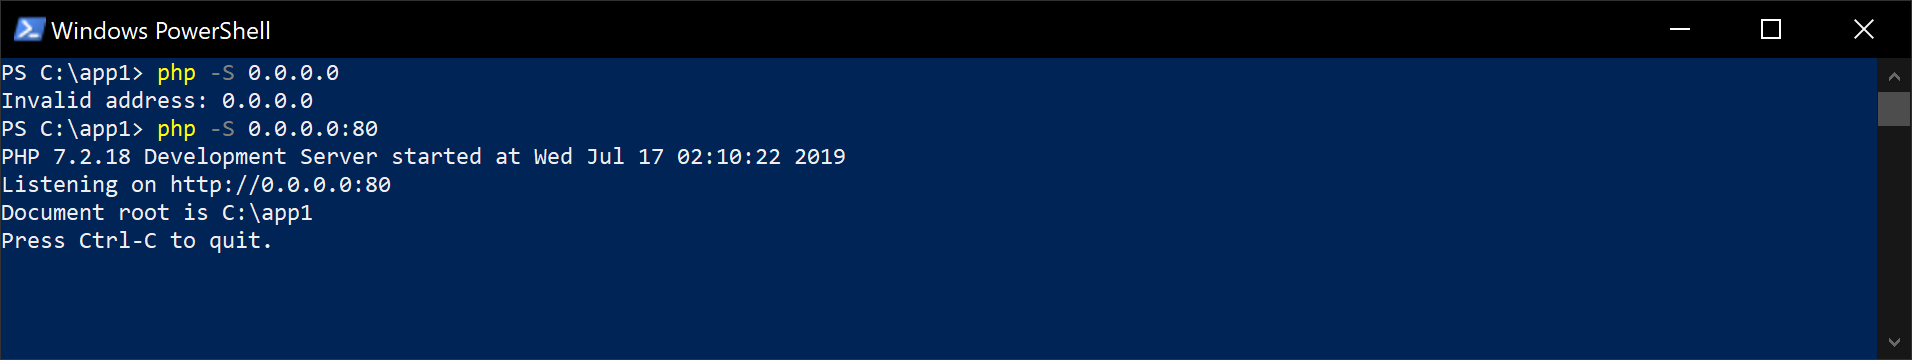 Windows PowerShell
PS C:\app1> php -S 0.0.0.0
Invalid address: 0.0.0.0
PS C:\app1> php -S 0.0.0.0:80
PHP 7.2.18 Development Server started at Wed Jul 17 02:10:22 2019
Listening on http://0.0.0.0:80
Document root is C:\app1
Press Ctrl-C to quit.